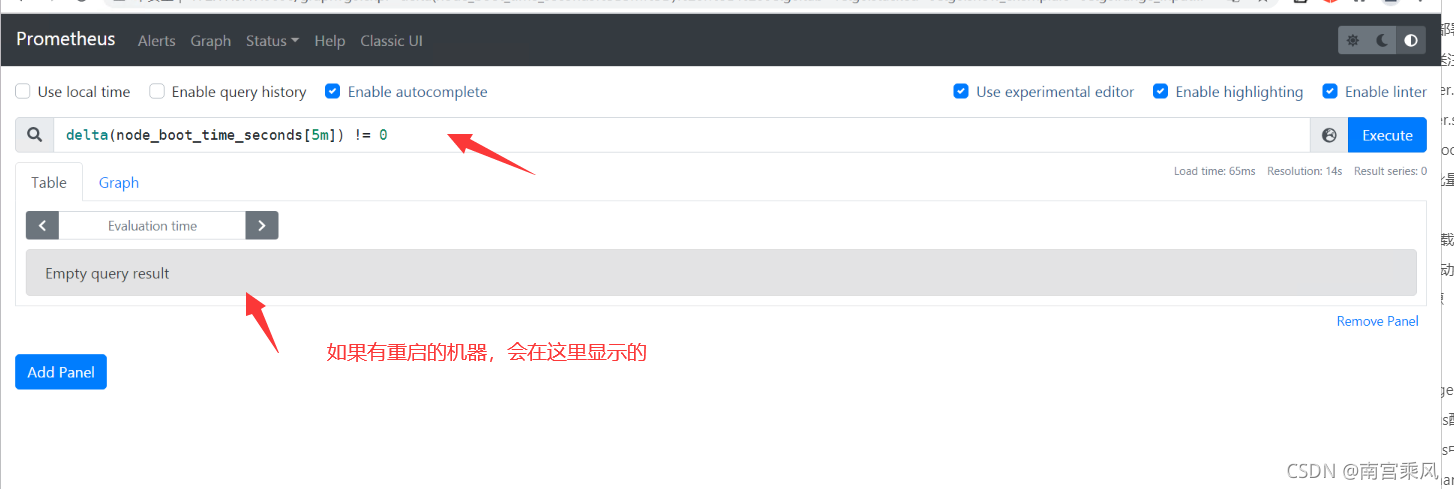 Prometheus Alerts Graph Status Help Classic UI
Use local time Enable query history Enable autocomplete Use experimental editor Enable highlighting Enable linter
delta(node_boot_time_seconds[5m]) != 0 Execute
Load time: 65ms Resolution: 14s Result series: 0
Table Graph
Evaluation time
Empty query result
Remove Panel
如果有重启的机器，会在这里显示的
Add Panel
CSDN @南宫乘风